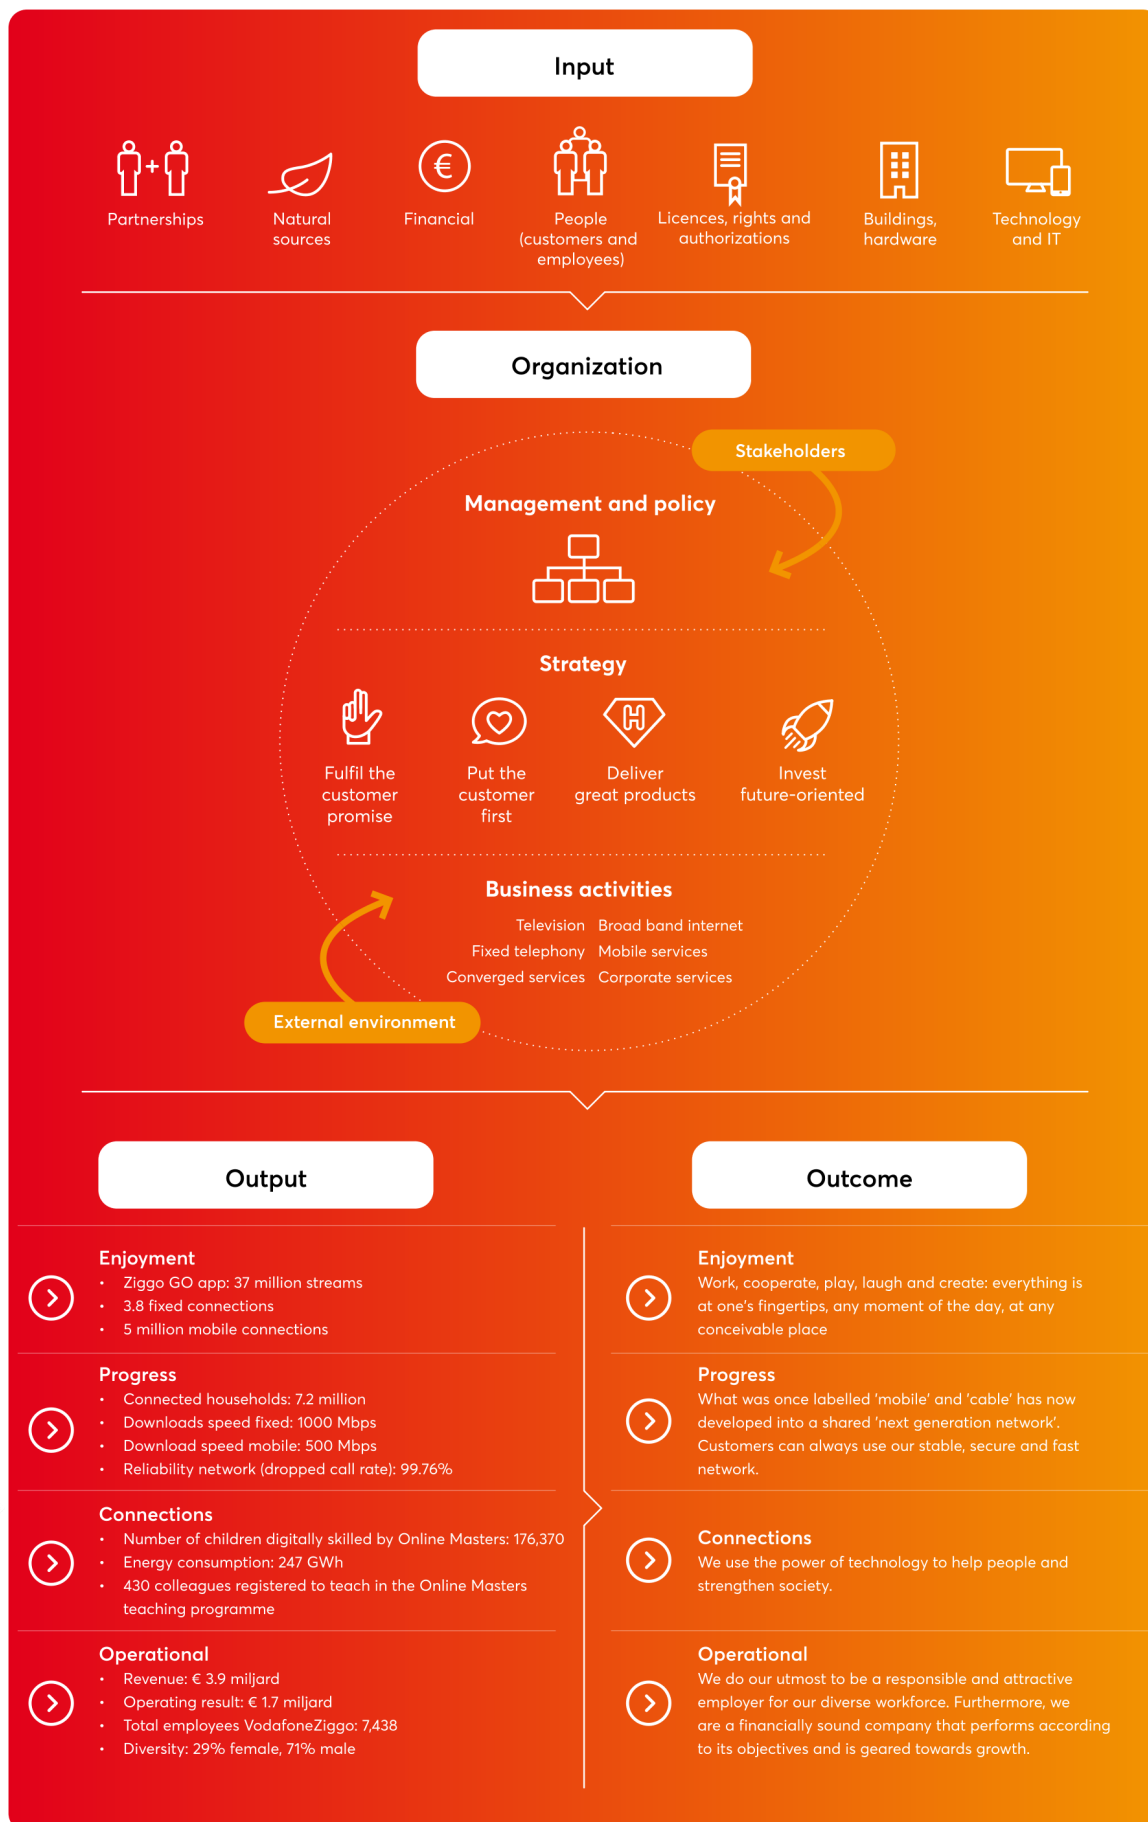 Input
Partnerships
Natural
sources
Financial
People
(customers and
employees)
Licences, rights and
authorizations
Buildings,
hardware
Technology
and IT
Organization
Stakeholders
Management and policy
Strategy
Fulfil the
customer
promise
Put the
customer
first
Deliver
great products
Invest
future-oriented
Business activities
Television Broad band internet
Fixed telephony Mobile services
Converged services Corporate services
External environment
Output
Enjoyment
• Ziggo GO app: 37 million streams
• 3.8 fixed connections
• 5 million mobile connections
Progress
• Connected households: 7.2 million
• Downloads speed fixed: 1000 Mbps
• Download speed mobile: 500 Mbps
• Reliability network (dropped call rate): 99.76%
Connections
• Number of children digitally skilled by Online Masters: 176,370
• Energy consumption: 247 GWh
• 430 colleagues registered to teach in the Online Masters
teaching programme
Operational
• Revenue: € 3.9 miljard
• Operating result: € 1.7 miljard
• Total employees VodafoneZiggo: 7,438
• Diversity: 29% female, 71% male
Outcome
Enjoyment
Work, cooperate, play, laugh and create: everything is
at one's fingertips, any moment of the day, at any
conceivable place
Progress
What was once labelled 'mobile' and 'cable' has now
developed into a shared 'next generation network'.
Customers can always use our stable, secure and fast
network.
Connections
We use the power of technology to help people and
strengthen society.
Operational
We do our utmost to be a responsible and attractive
employer for our diverse workforce. Furthermore, we
are a financially sound company that performs according
to its objectives and is geared towards growth.